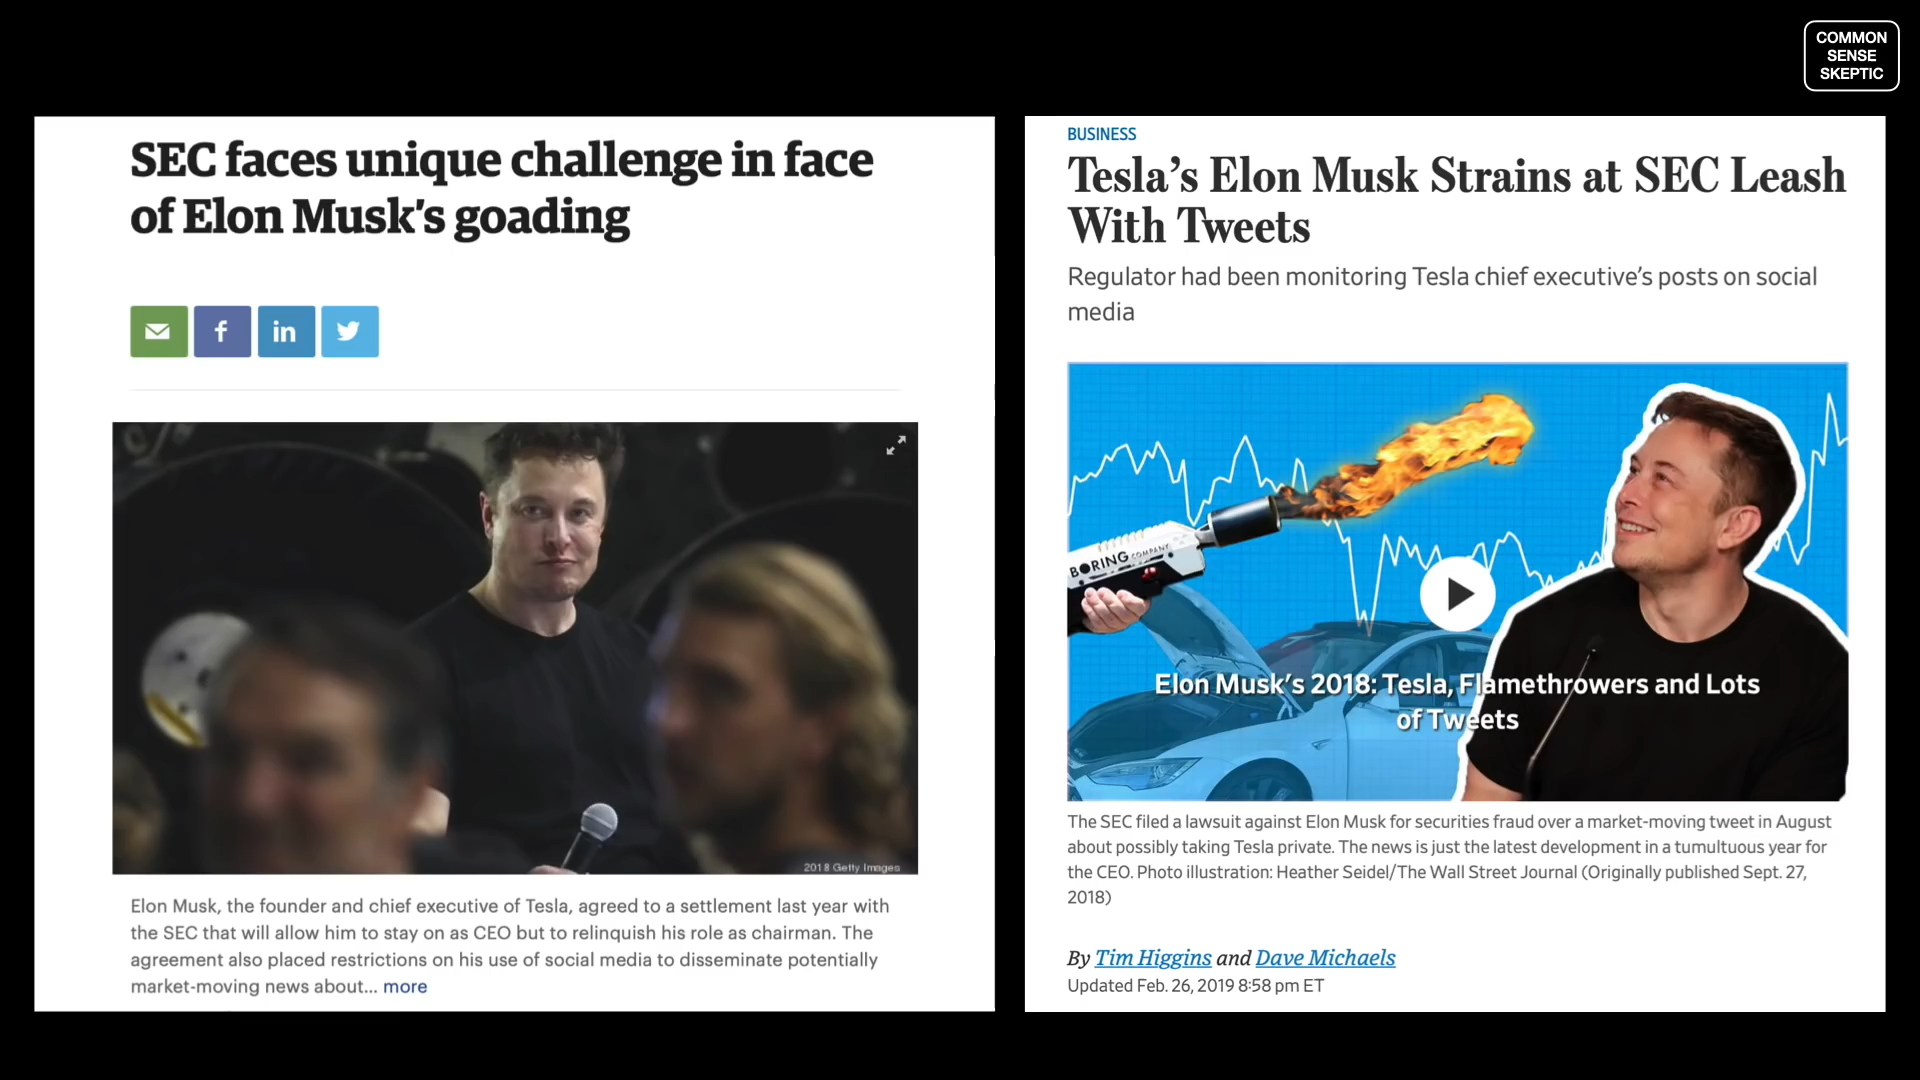 COMMON
SENSE
SKEPTIC
SEC faces unique challenge in face
of Elon Musk's goading
f
in
2018 Getty Images
Elon Musk, the founder and chief executive of Tesla, agreed to a settlement last year with
the SEC that will allow him to stay on as CEO but to relinquish his role as chairman. The
agreement also placed restrictions on his use of social media to disseminate potentially
market-moving news about... more
BUSINESS
Tesla's Elon Musk Strains at SEC Leash
With Tweets
Regulator had been monitoring Tesla chief executive's posts on social
media
BORING COMPANY
Elon Musk's 2018: Tesla, Flamethrowers and Lots
of Tweets
The SEC filed a lawsuit against Elon Musk for securities fraud over a market-moving tweet in August
about possibly taking Tesla private. The news is just the latest development in a tumultuous year for
the CEO. Photo illustration: Heather Seidel/The Wall Street Journal (Originally published Sept. 27,
2018)
By Tim Higgins and Dave Michaels
Updated Feb. 26, 2019 8:58 pm ET